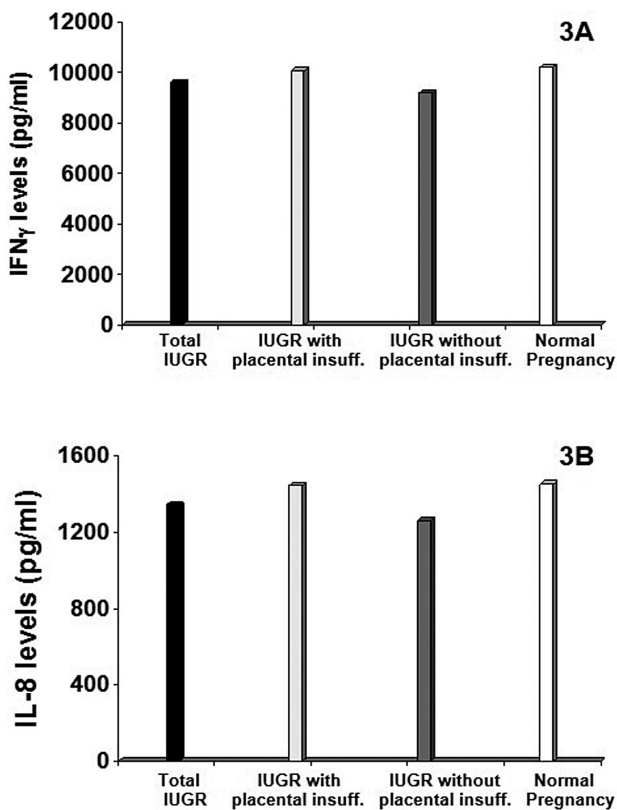 3A
IFNγ levels (pg/ml)
12000
10000
8000
6000
4000
2000
0
Total IUGR
IUGR with placental insuff.
IUGR without placental insuff.
Normal Pregnancy
3B
IL-8 levels (pg/ml)
1600
1200
800
400
0
Total IUGR
IUGR with placental insuff.
IUGR without placental insuff.
Normal Pregnancy